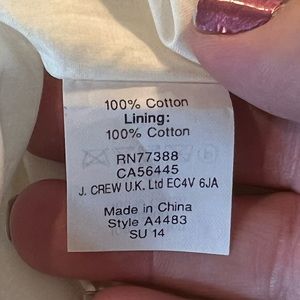 100% Cotton
Lining:
100% Cotton
RN77388
CA56445
J. CREW U.K. Ltd EC4V 6JA
Made in China
Style A4483
SU 14